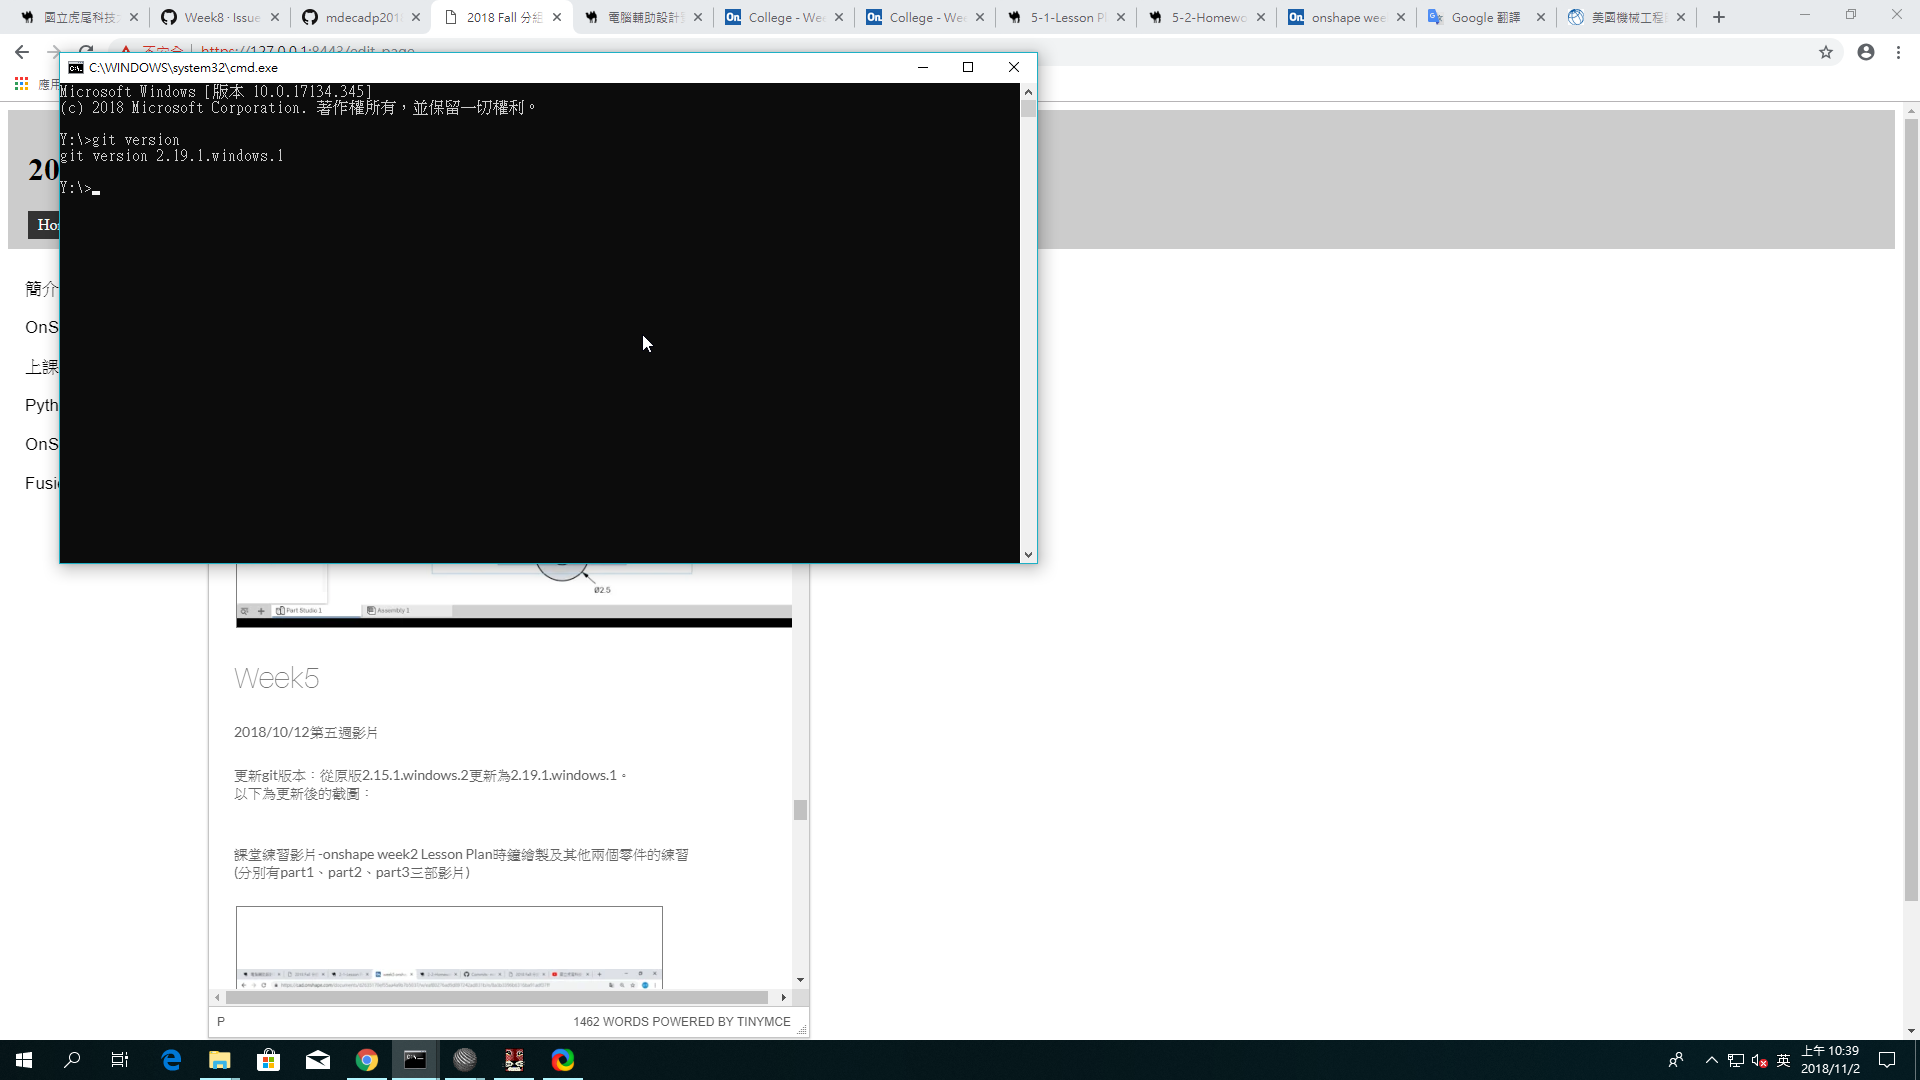 國立虎尾科技
Week8 · Issue
mdecadp201
2018 Fall 分組
電腦輔助設計
College - We
College - We
5-1-Lesson P
5-2-Homewo
onshape wee
Google 翻譯
美國機械工程
不安全 | https://127.0.0.1:8443/edit_page
應用
C:\WINDOWS\system32\cmd.exe
Microsoft Windows [版本 10.0.17134.345]
(c) 2018 Microsoft Corporation. 著作權所有，並保留一切權利。
Y:\>git version
git version 2.19.1.windows.1
Y:\>
20
Hom
簡介
OnS
上課
Pyth
OnS
Fusi
Ø2.5
Part Studio 1
Assembly 1
Week5
2018/10/12第五週影片
更新git版本：從原版2.15.1.windows.2更新為2.19.1.windows.1。
以下為更新後的截圖：
課堂練習影片-onshape week2 Lesson Plan時鐘繪製及其他兩個零件的練習
(分別有part1、part2、part3三部影片)
P
1462 WORDS POWERED BY TINYMCE
英
上午 10:39
2018/11/2